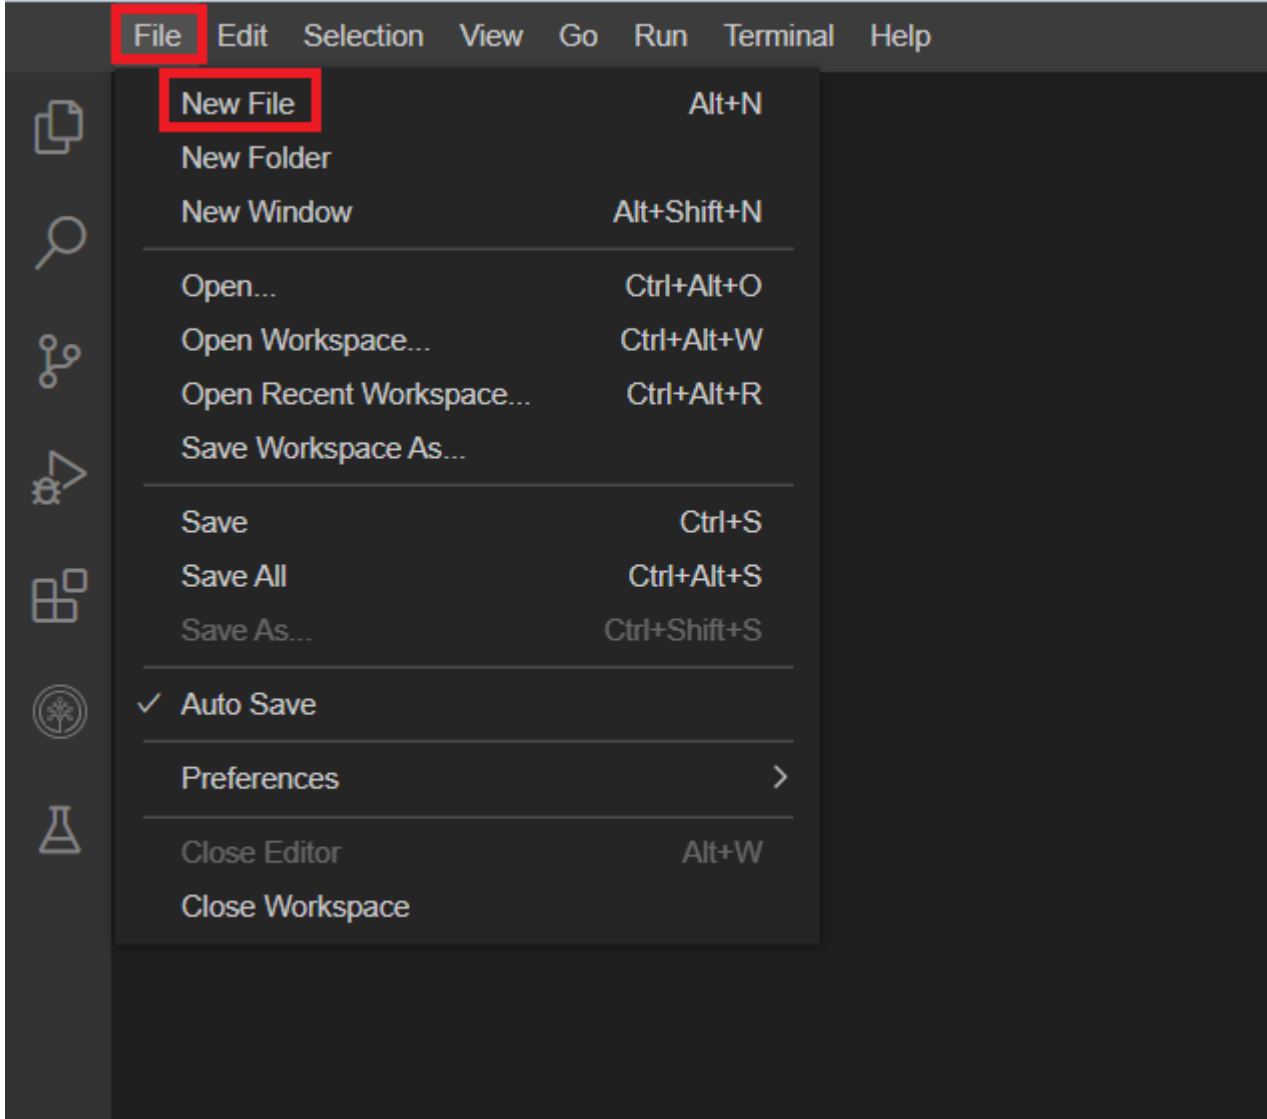 File Edit Selection View Go Run Terminal Help
New File Alt+N
New Folder
New Window Alt+Shift+N
Open... Ctrl+Alt+O
Open Workspace... Ctrl+Alt+W
Open Recent Workspace... Ctrl+Alt+R
Save Workspace As...
Save Ctrl+S
Save All Ctrl+Alt+S
Save As... Ctrl+Shift+S
Auto Save
Preferences
Close Editor Alt+W
Close Workspace